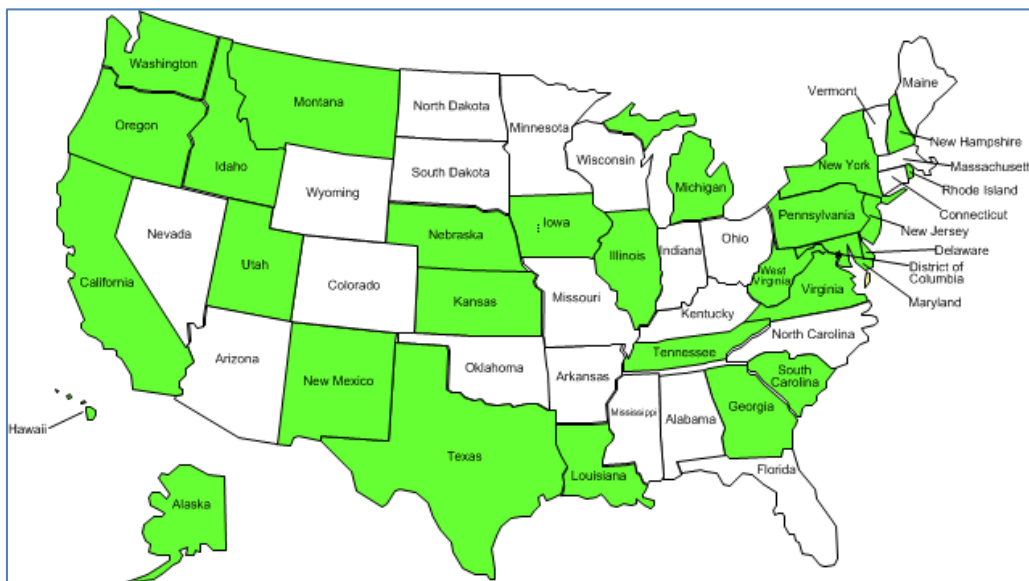 Washington
Montana
North Dakota
Minnesota
Maine
Vermont
Oregon
Idaho
Wisconsin
New Hampshire
New York
Massachusett
South Dakota
Michigan
Rhode Island
Wyoming
Connecticut
Pennsylvania
Iowa
New Jersey
Nevada
Nebraska
Ohio
Delaware
Utah
Illinois
Indiana
District of
Columbia
California
West
Virginia
Colorado
Virginia
Maryland
Kansas
Missouri
Kentucky
North Carolina
Arizona
Tennessee
Oklahoma
Arkansas
South
Carolina
New Mexico
Georgia
Mississippi
Alabama
Hawaii
Texas
Florida
Louisiana
Alaska